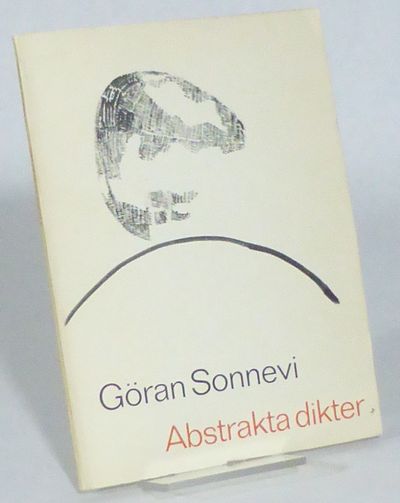 Göran Sonnevi
Abstrakta dikter